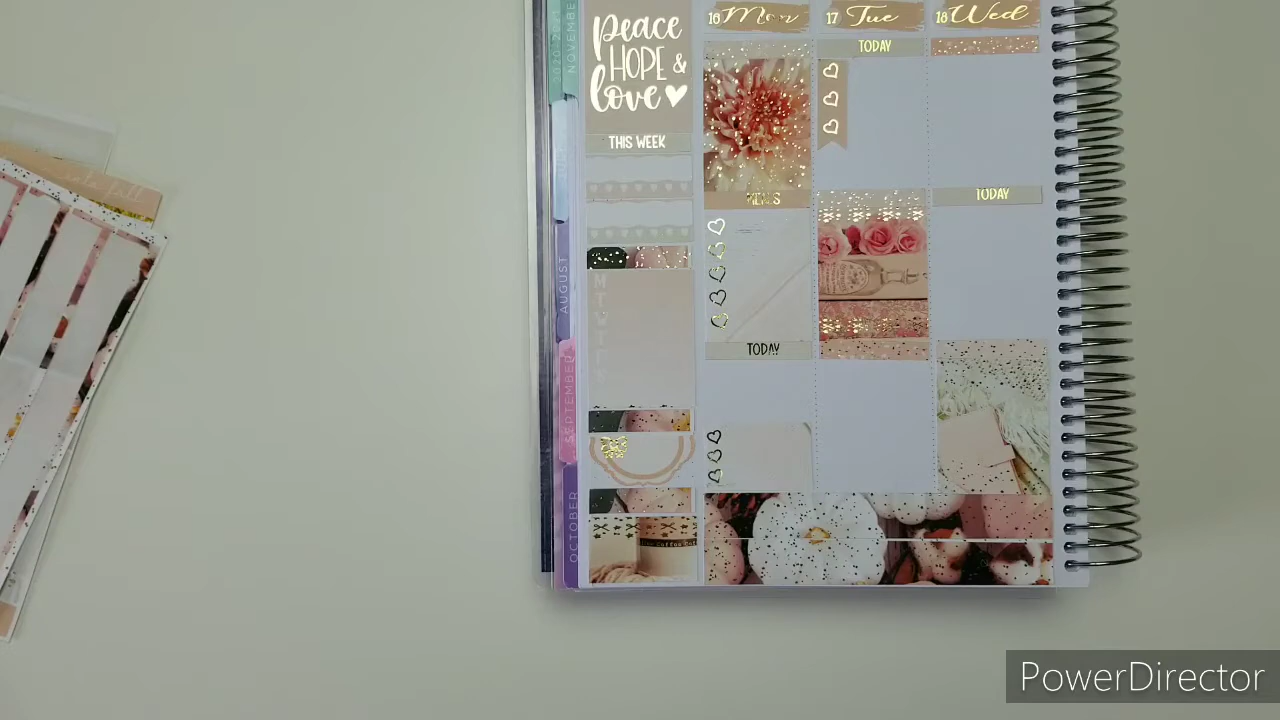 Peace
HOPE &
love
THIS WEEK
M
T
W
T
F
S
S
16 Mon
17 Tue
18 Wed
TODAY
TODAY
TODAY
NOVEMBER
AUGUST
SEPTEMBER
OCTOBER
PowerDirector